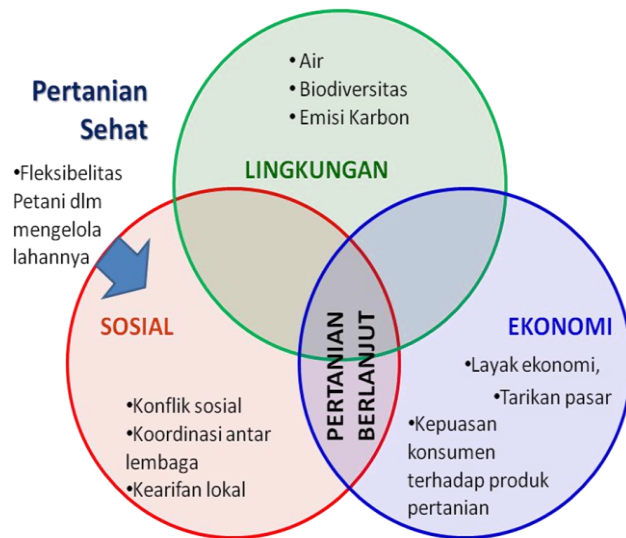 • Air
• Biodiversitas
• Emisi Karbon
LINGKUNGAN
Pertanian
Sehat
•Fleksibelitas
Petani dlm
mengelola
lahannya
SOSIAL
•Konflik sosial
•Koordinasi antar
lembaga
•Kearifan lokal
PERTANIAN
BERLANJUT
EKONOMI
•Layak ekonomi,
•Tarikan pasar
•Kepuasan
konsumen
terhadap produk
pertanian